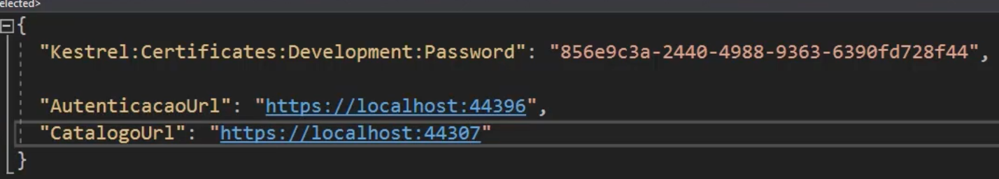 elected>
{
"Kestrel:Certificates:Development:Password": "856e9c3a-2440-4988-9363-6390fd728f44",
"AutenticacaoUrl": "https://localhost:44396",
"CatalogoUrl": "https://localhost:44307"
}